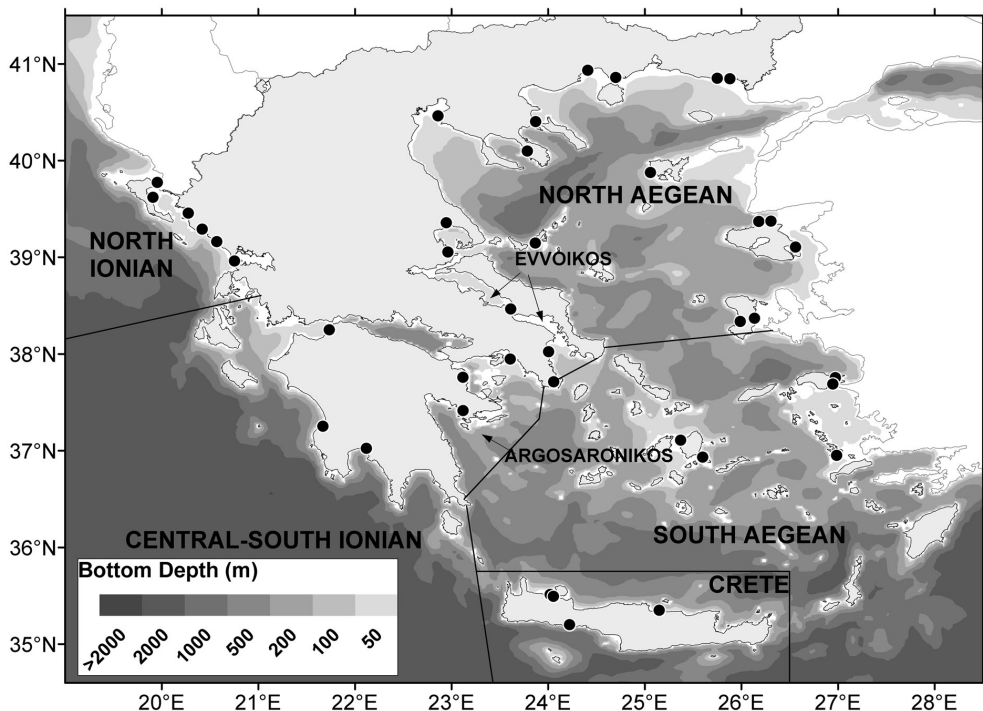 41°N
40°N
39°N
38°N
37°N
36°N
35°N
NORTH AEGEAN
NORTH
IONIAN
EVVOIKOS
ARGOSARONIKOS
CENTRAL-SOUTH IONIAN
SOUTH AEGEAN
CRETE
Bottom Depth (m)
>2000
2000
1000
500
200
100
50
20°E
21°E
22°E
23°E
24°E
25°E
26°E
27°E
28°E